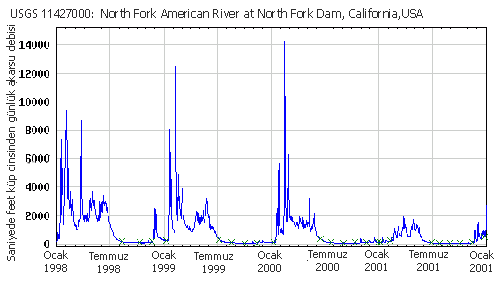 USGS 11427000: North Fork American River at North Fork Dam, California,USA
Saniyede feet küp cinsinden günlük akarsu debisi
14000
12000
10000
8000
6000
4000
2000
0
Ocak Temmuz Ocak Temmuz Ocak Temmuz Ocak Temmuz Ocak
1998 1998 1999 1999 2000 2000 2001 2001 2001